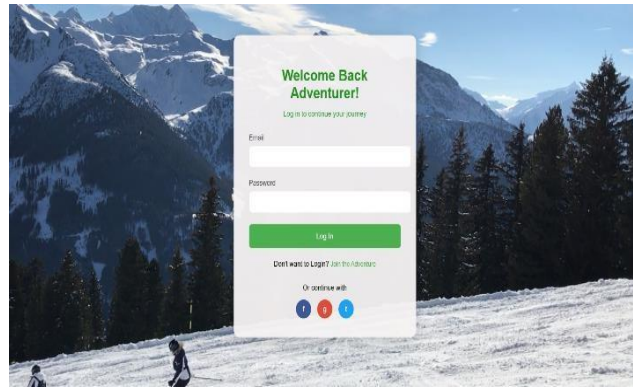 Welcome Back
Adventurer!
Log in to continue your journey
Email
Password
Log In
Don't want to Login? Join the Adventure
Or continue with
f g t